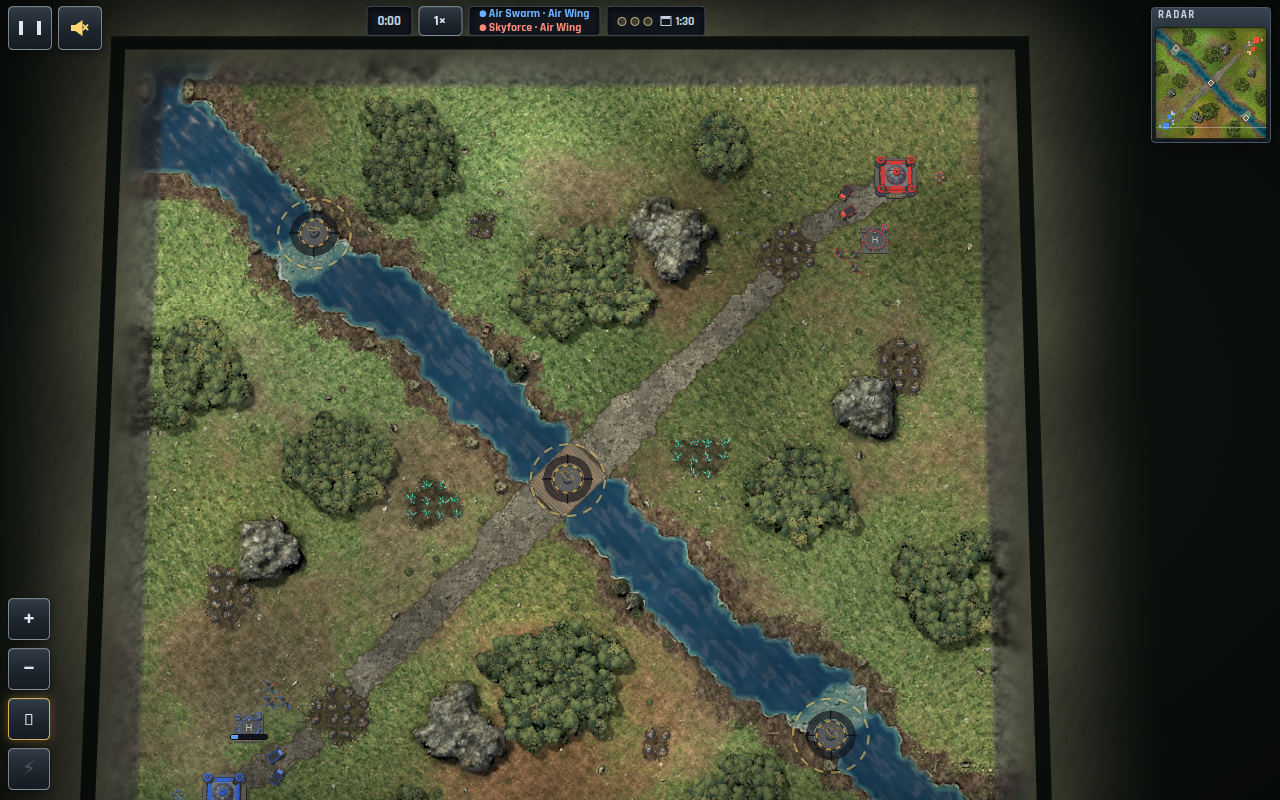 0:00
1×
Air Swarm · Air Wing
Skyforce · Air Wing
1:30
RADAR
H
H